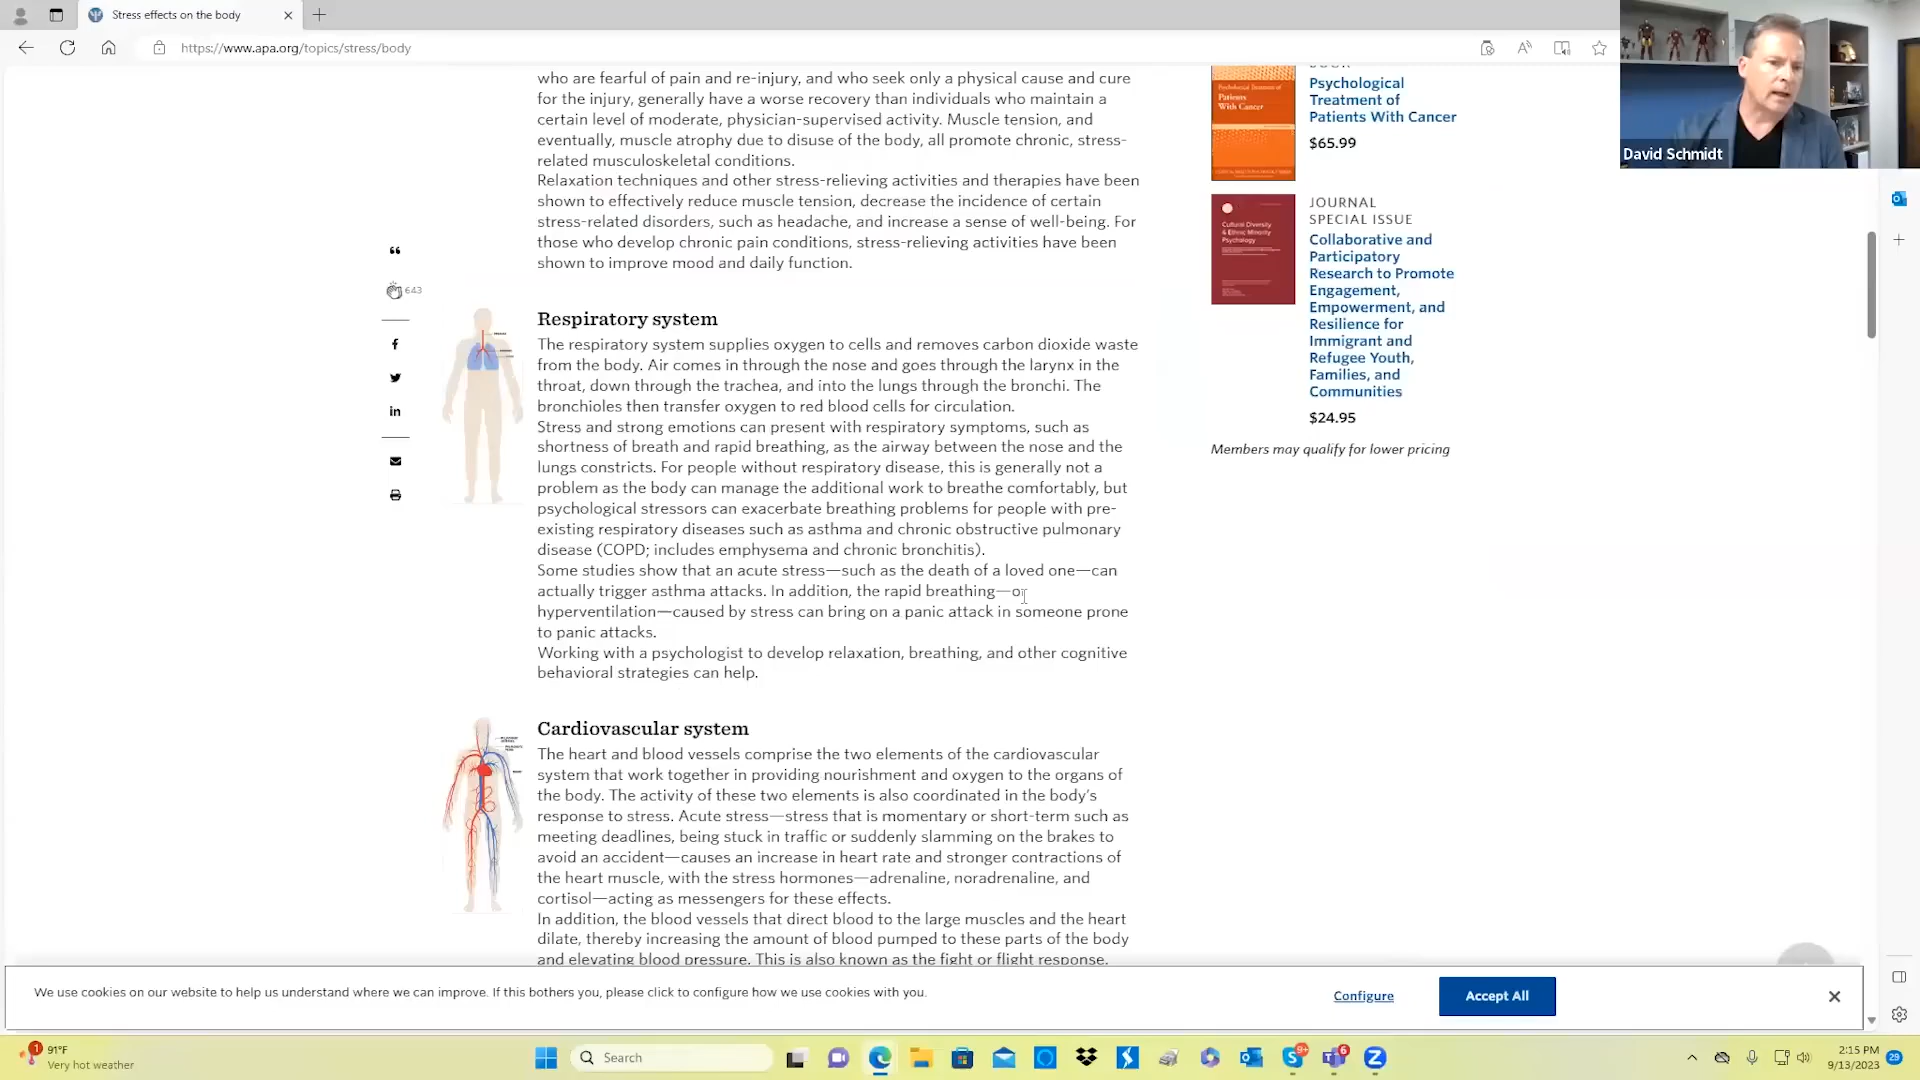 Stress effects on the body
https://www.apa.org/topics/stress/body
who are fearful of pain and re-injury, and who seek only a physical cause and cure
for the injury, generally have a worse recovery than individuals who maintain a
certain level of moderate, physician-supervised activity. Muscle tension, and
eventually, muscle atrophy due to disuse of the body, all promote chronic, stress-
related musculoskeletal conditions.
Relaxation techniques and other stress-relieving activities and therapies have been
shown to effectively reduce muscle tension, decrease the incidence of certain
stress-related disorders, such as headache, and increase a sense of well-being. For
those who develop chronic pain conditions, stress-relieving activities have been
shown to improve mood and daily function.
643
Respiratory system
The respiratory system supplies oxygen to cells and removes carbon dioxide waste
from the body. Air comes in through the nose and goes through the larynx in the
throat, down through the trachea, and into the lungs through the bronchi. The
bronchioles then transfer oxygen to red blood cells for circulation.
Stress and strong emotions can present with respiratory symptoms, such as
shortness of breath and rapid breathing, as the airway between the nose and the
lungs constricts. For people without respiratory disease, this is generally not a
problem as the body can manage the additional work to breathe comfortably, but
psychological stressors can exacerbate breathing problems for people with pre-
existing respiratory diseases such as asthma and chronic obstructive pulmonary
disease (COPD; includes emphysema and chronic bronchitis).
Some studies show that an acute stress—such as the death of a loved one—can
actually trigger asthma attacks. In addition, the rapid breathing—or
hyperventilation—caused by stress can bring on a panic attack in someone prone
to panic attacks.
Working with a psychologist to develop relaxation, breathing, and other cognitive
behavioral strategies can help.
Cardiovascular system
The heart and blood vessels comprise the two elements of the cardiovascular
system that work together in providing nourishment and oxygen to the organs of
the body. The activity of these two elements is also coordinated in the body's
response to stress. Acute stress—stress that is momentary or short-term such as
meeting deadlines, being stuck in traffic or suddenly slamming on the brakes to
avoid an accident—causes an increase in heart rate and stronger contractions of
the heart muscle, with the stress hormones—adrenaline, noradrenaline, and
cortisol—acting as messengers for these effects.
In addition, the blood vessels that direct blood to the large muscles and the heart
dilate, thereby increasing the amount of blood pumped to these parts of the body
and elevating blood pressure. This is also known as the fight or flight response.
BOOK
Psychological
Treatment of
Patients With Cancer
$65.99
Psychological Treatment of
Patients
With Cancer
JOURNAL
SPECIAL ISSUE
Collaborative and
Participatory
Research to Promote
Engagement,
Empowerment, and
Resilience for
Immigrant and
Refugee Youth,
Families, and
Communities
$24.95
Cultural Diversity
& Ethnic Minority
Psychology
Members may qualify for lower pricing
David Schmidt
We use cookies on our website to help us understand where we can improve. If this bothers you, please click to configure how we use cookies with you.
Configure
Accept All
1
91°F
Very hot weather
Search
9+
6
2:15 PM
9/13/2023
29